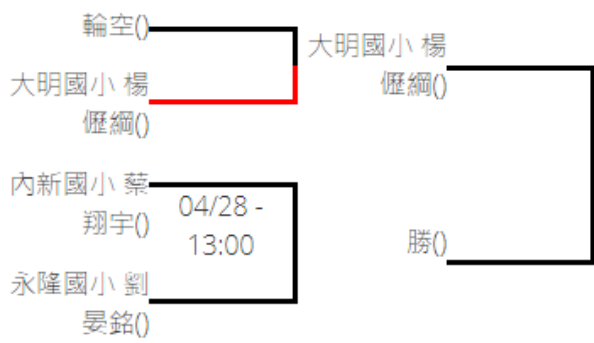 輪空()
大明國小 楊
偃綱()
內新國小 蔡
翔宇()
04/28 -
13:00
永隆國小 劉
晏銘()
大明國小 楊
偃綱()
勝()